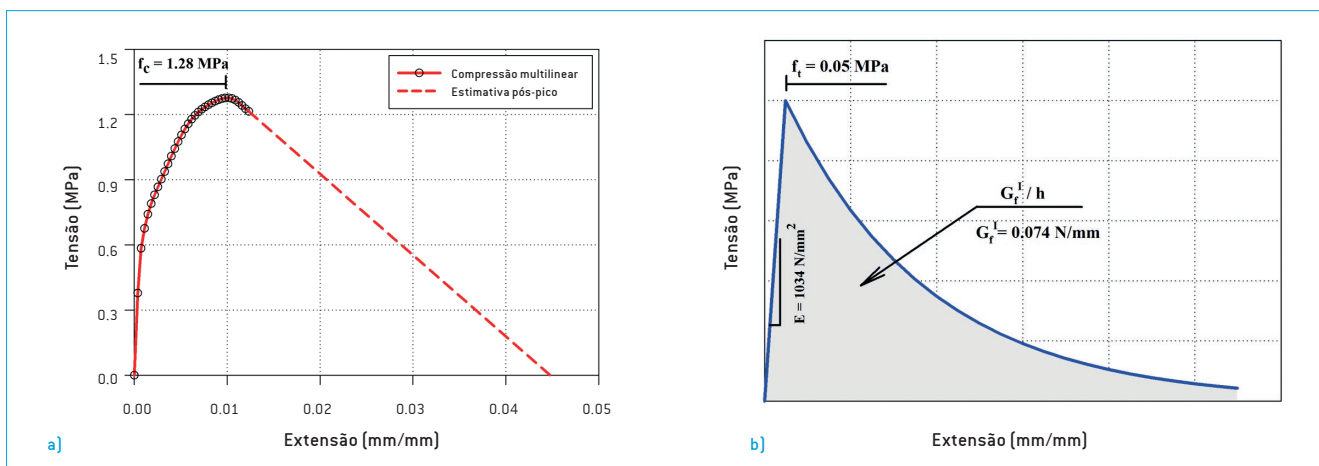 f_c = 1.28 MPa
Compressão multilinear
Estimativa pós-pico
Tensão (MPa)
1.5
1.2
0.9
0.6
0.3
0.0
0.00 0.01 0.02 0.03 0.04 0.05
Extensão (mm/mm)
a)
f_t = 0.05 MPa
G_f^I / h
G_f^I = 0.074 N/mm
E = 1034 N/mm²
Tensão (MPa)
Extensão (mm/mm)
b)